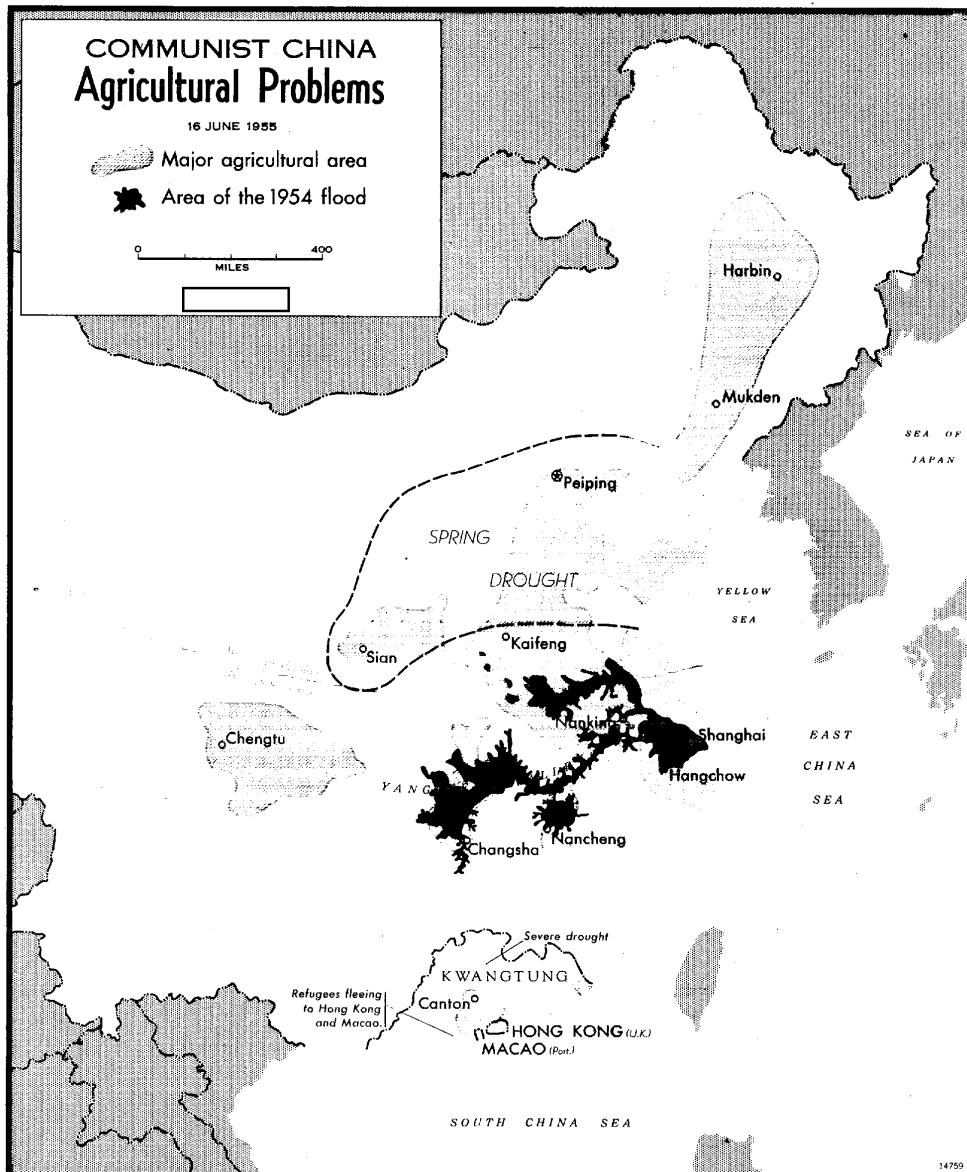 COMMUNIST CHINA
Agricultural Problems
16 JUNE 1955
Major agricultural area
Area of the 1954 flood
0 400
MILES
Harbin
Mukden
SEA OF
JAPAN
Peiping
SPRING
DROUGHT
YELLOW
SEA
Kaifeng
Sian
Nanking
Chengtu
Shanghai
EAST
CHINA
SEA
Hangchow
Changsha
Nancheng
Severe drought
KWANGTUNG
Refugees fleeing
to Hong Kong
and Macao.
Canton
HONG KONG (U.K.)
MACAO (Port.)
SOUTH CHINA SEA
14759